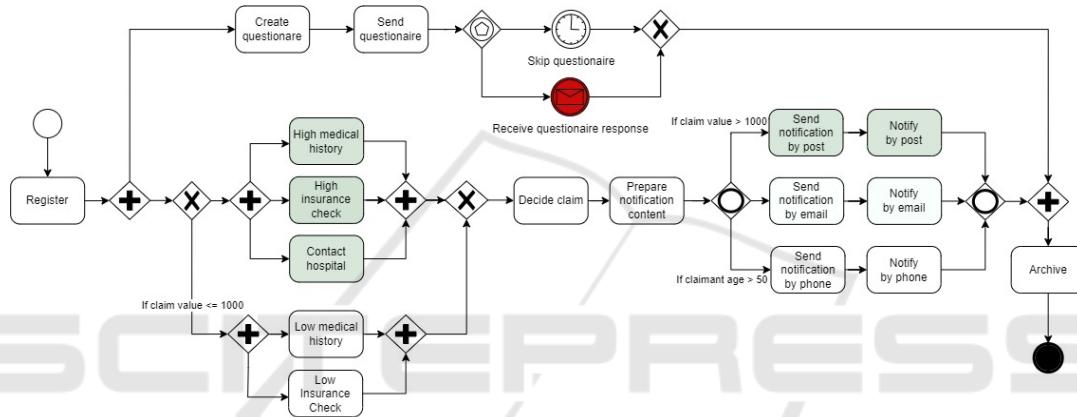 Create
questionare
Send
questionaire
Skip questionaire
Receive questionaire response
Register
High medical
history
High
insurance
check
Contact
hospital
If claim value <= 1000
Low medical
history
Low
Insurance
Check
Decide claim
Prepare
notification
content
If claim value > 1000
Send
notification
by post
Notify
by post
Send
notification
by email
Notify
by email
If claimant age > 50
Send
notification
by phone
Notify
by phone
Archive
SCITEPRESS